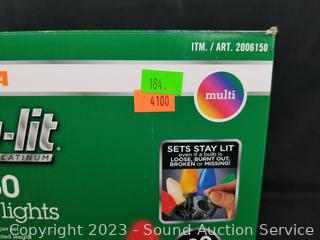 ITM. / ART. 2006150
184.
4100
multi
-lit
PLATINUM
SETS STAY LIT
even if a bulb is
LOOSE, BURNT OUT,
BROKEN or MISSING!
lights
Copyright 2023 - Sound Auction Service